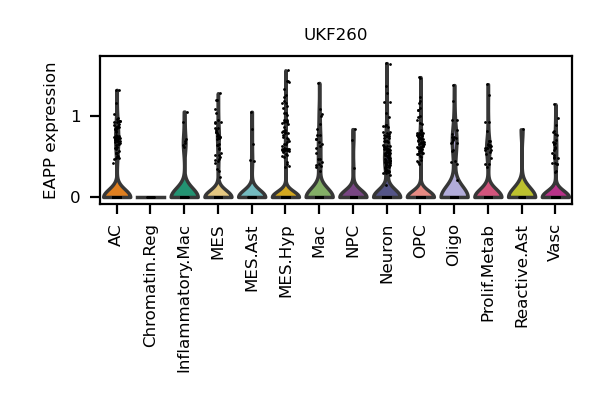 UKF260
EAPP expression
1
0
AC
Chromatin.Reg
Inflammatory.Mac
MES
MES.Ast
MES.Hyp
Mac
NPC
Neuron
OPC
Oligo
Prolif.Metab
Reactive.Ast
Vasc